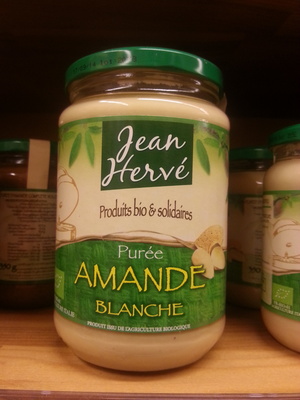 Jean
Hervé
Produits bio & solidaires
Purée
AMANDE
BLANCHE
PRODUIT ISSU DE L'AGRICULTURE BIOLOGIQUE